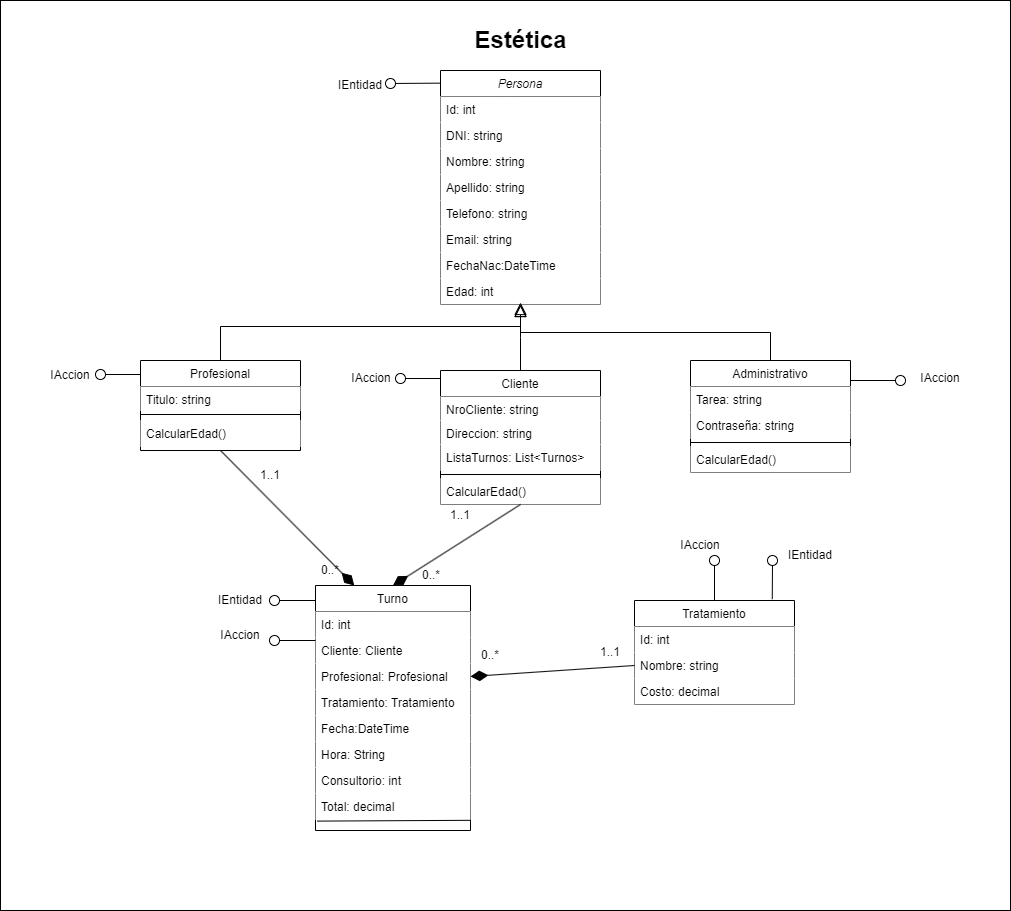 Estética
IEntidad
Persona
Id: int
DNI: string
Nombre: string
Apellido: string
Telefono: string
Email: string
FechaNac:DateTime
Edad: int
IAccion
Profesional
Titulo: string
CalcularEdad()
IAccion
Cliente
NroCliente: string
Direccion: string
ListaTurnos: List<Turnos>
CalcularEdad()
Administrativo
IAccion
Tarea: string
Contraseña: string
CalcularEdad()
1..1
1..1
0..*
0..*
IEntidad
IAccion
Turno
Id: int
Cliente: Cliente
Profesional: Profesional
Tratamiento: Tratamiento
Fecha:DateTime
Hora: String
Consultorio: int
Total: decimal
0..*
1..1
IAccion
IEntidad
Tratamiento
Id: int
Nombre: string
Costo: decimal